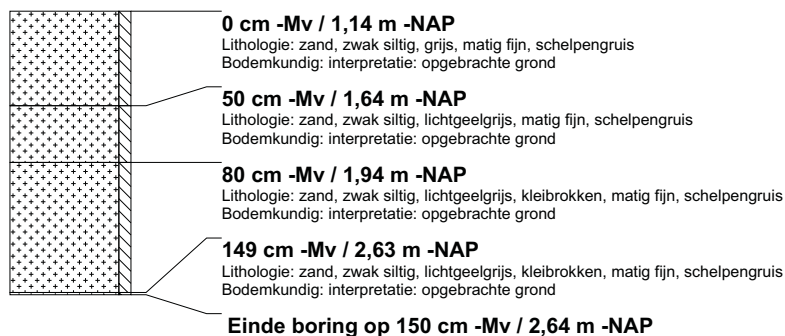 0 cm -Mv / 1,14 m -NAP
Lithologie: zand, zwak siltig, grijs, matig fijn, schelpengruis
Bodemkundig: interpretatie: opgebrachte grond
50 cm -Mv / 1,64 m -NAP
Lithologie: zand, zwak siltig, lichtgeelgrijs, matig fijn, schelpengruis
Bodemkundig: interpretatie: opgebrachte grond
80 cm -Mv / 1,94 m -NAP
Lithologie: zand, zwak siltig, lichtgeelgrijs, kleibrokken, matig fijn, schelpengruis
Bodemkundig: interpretatie: opgebrachte grond
149 cm -Mv / 2,63 m -NAP
Lithologie: zand, zwak siltig, lichtgeelgrijs, kleibrokken, matig fijn, schelpengruis
Bodemkundig: interpretatie: opgebrachte grond
Einde boring op 150 cm -Mv / 2,64 m -NAP